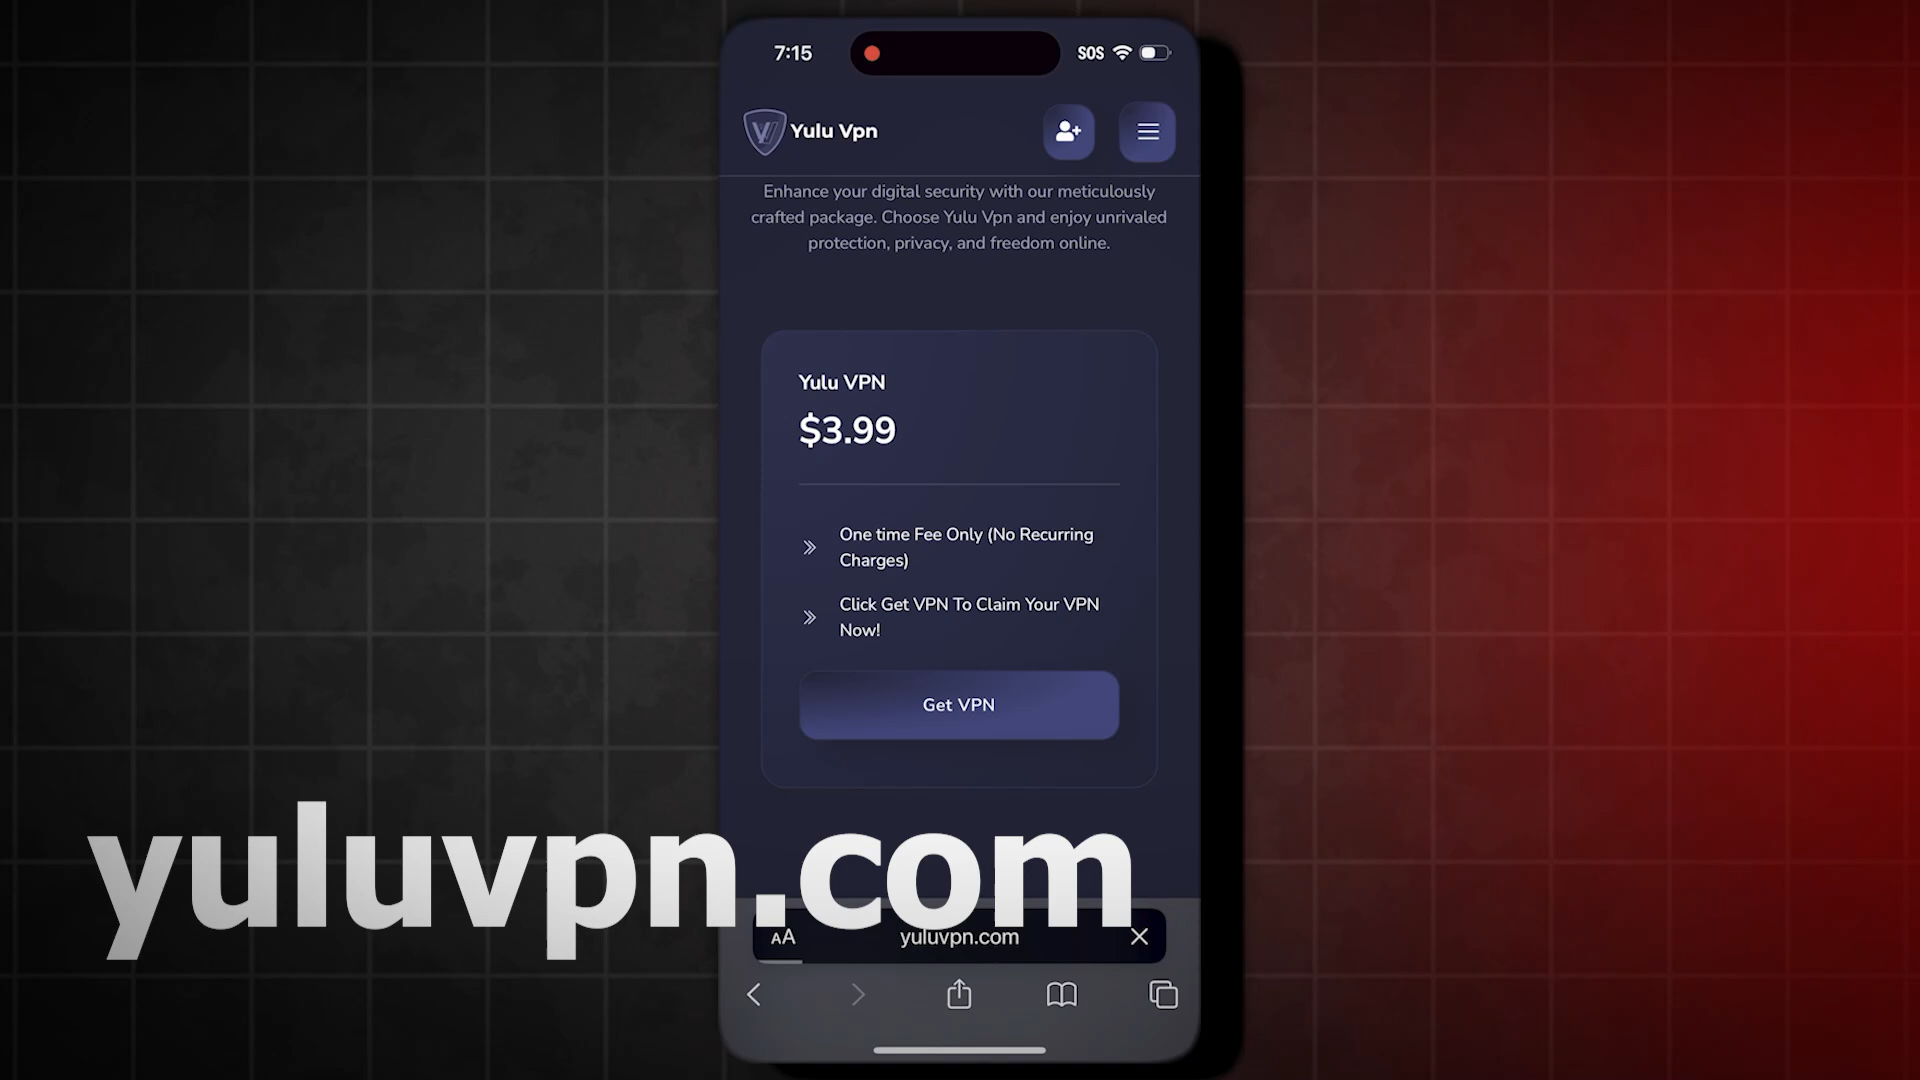 7:15
SOS
Yulu Vpn
Enhance your digital security with our meticulously
crafted package. Choose Yulu Vpn and enjoy unrivaled
protection, privacy, and freedom online.
Yulu VPN
$3.99
One time Fee Only (No Recurring
Charges)
Click Get VPN To Claim Your VPN
Now!
Get VPN
yuluvpn.com
AA
yuluvpn.com